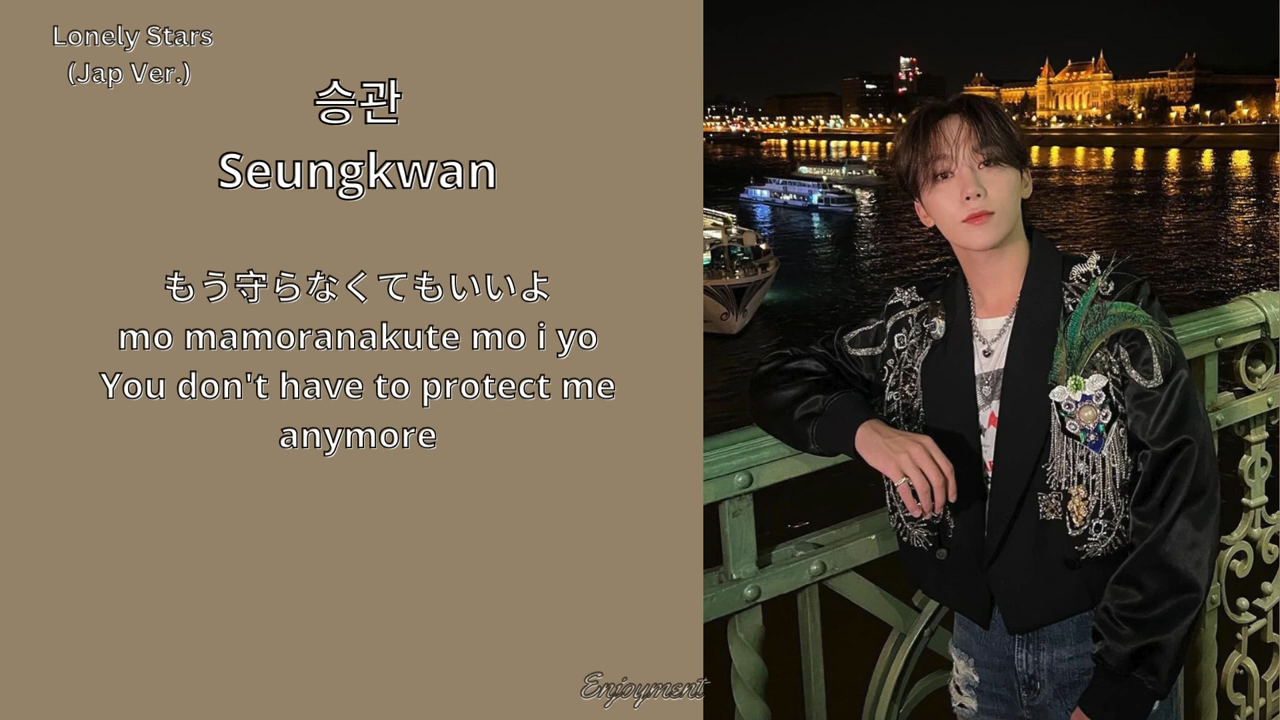 Lonely Stars
(Jap Ver.)
승관
Seungkwan
もう守らなくてもいいよ
mo mamoranakute mo i yo
You don't have to protect me
anymore
Enjoyment